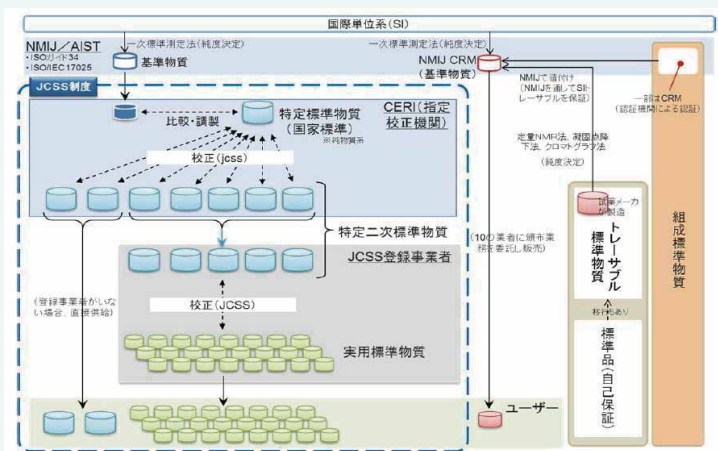 国際単位系(SI)
NMIJ/AIST
・ISOガイド34
・ISO/IEC17025
一次標準測定法(純度決定)
一次標準測定法(純度決定)
基準物質
NMIJ CRM
(基準物質)
NMIJで値付け
(NMIJを通してSIト
レーサブルを保証)
一部はCRM
(認証機関による認証)
JCSS制度
比較・調製
特定標準物質
(国家標準)
※純物質系
CERI(指定
校正機関)
校正(jcss)
定量NMR法、凝固点降
下法、クロマトグラフ法
(純度決定)
特定二次標準物質
JCSS登録事業者
(10の業者に頒布業
務を委託し販売)
試薬メーカ
が製造
トレーサブル
標準物質
組成標準物質
(登録事業者がいな
い場合、直接供給)
校正(JCSS)
移行もあり
実用標準物質
標準品(自己保証)
ユーザー